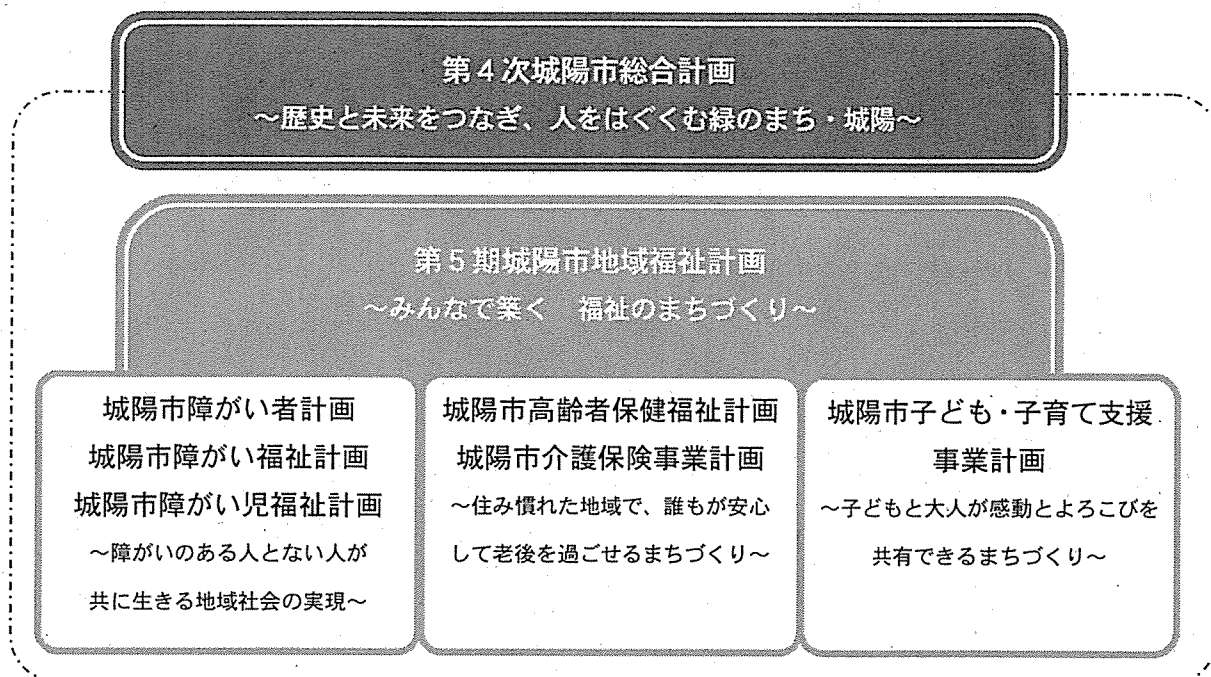 第4次城陽市総合計画
～歴史と未来をつなぎ、人をはぐくむ緑のまち・城陽～
第5期城陽市地域福祉計画
～みんなで築く　福祉のまちづくり～
城陽市障がい者計画
城陽市障がい福祉計画
城陽市障がい児福祉計画
～障がいのある人とない人が
共に生きる地域社会の実現～
城陽市高齢者保健福祉計画
城陽市介護保険事業計画
～住み慣れた地域で、誰もが安心
して老後を過ごせるまちづくり～
城陽市子ども・子育て支援
事業計画
～子どもと大人が感動とよろこびを
共有できるまちづくり～